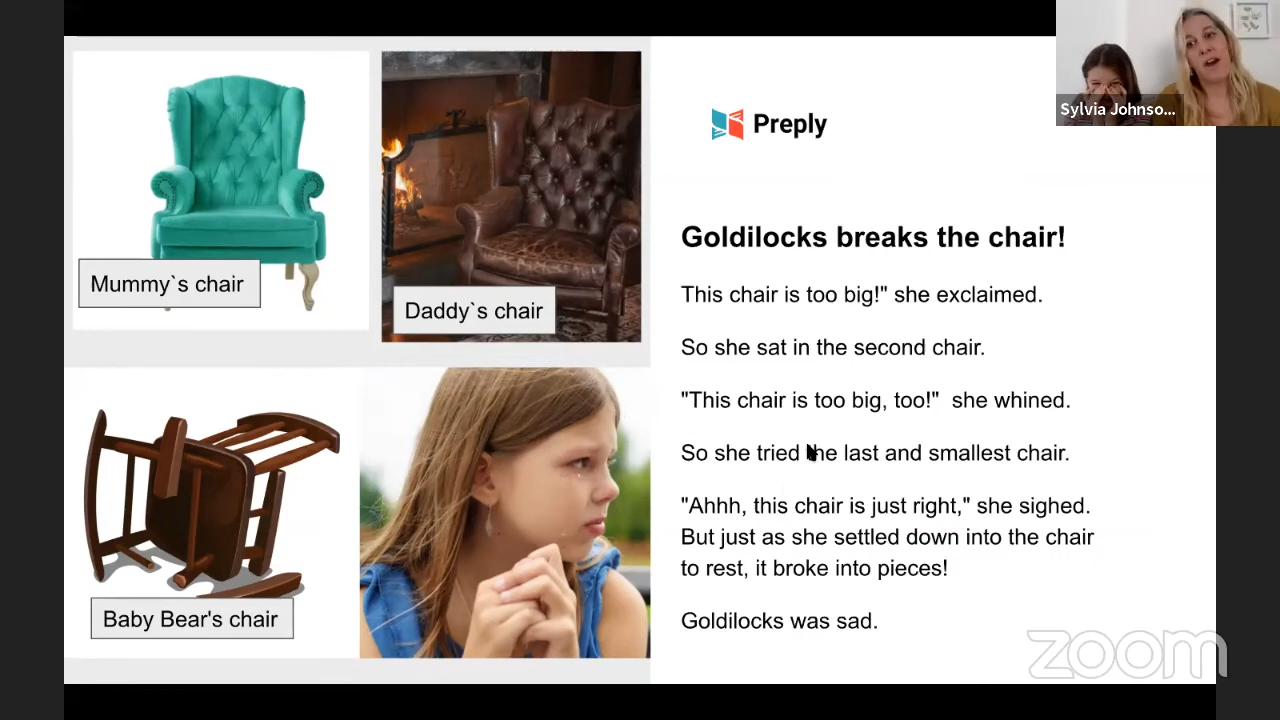 Sylvia Johnso...
Preply
Mummy`s chair
Daddy`s chair
Baby Bear's chair
Goldilocks breaks the chair!
This chair is too big!" she exclaimed.
So she sat in the second chair.
"This chair is too big, too!"  she whined.
So she tried the last and smallest chair.
"Ahhh, this chair is just right," she sighed.
But just as she settled down into the chair
to rest, it broke into pieces!
Goldilocks was sad.
zoom